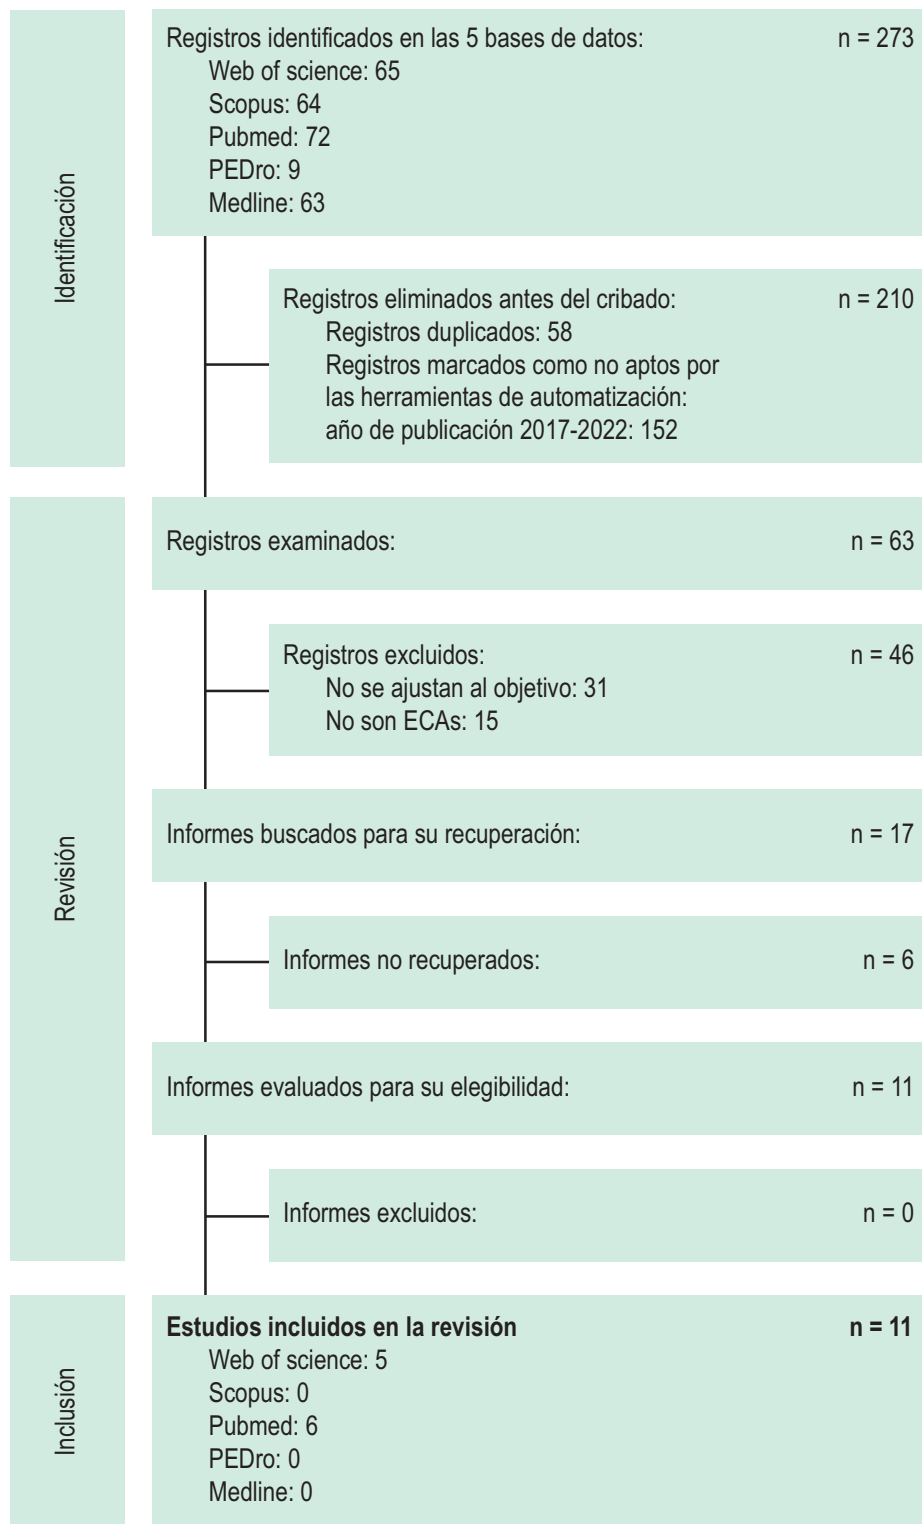 Identificación
Registros identificados en las 5 bases de datos: n = 273
Web of science: 65
Scopus: 64
Pubmed: 72
PEDro: 9
Medline: 63
Registros eliminados antes del cribado: n = 210
Registros duplicados: 58
Registros marcados como no aptos por
las herramientas de automatización:
año de publicación 2017-2022: 152
Revisión
Registros examinados: n = 63
Registros excluidos: n = 46
No se ajustan al objetivo: 31
No son ECAs: 15
Informes buscados para su recuperación: n = 17
Informes no recuperados: n = 6
Informes evaluados para su elegibilidad: n = 11
Informes excluidos: n = 0
Inclusión
Estudios incluidos en la revisión n = 11
Web of science: 5
Scopus: 0
Pubmed: 6
PEDro: 0
Medline: 0